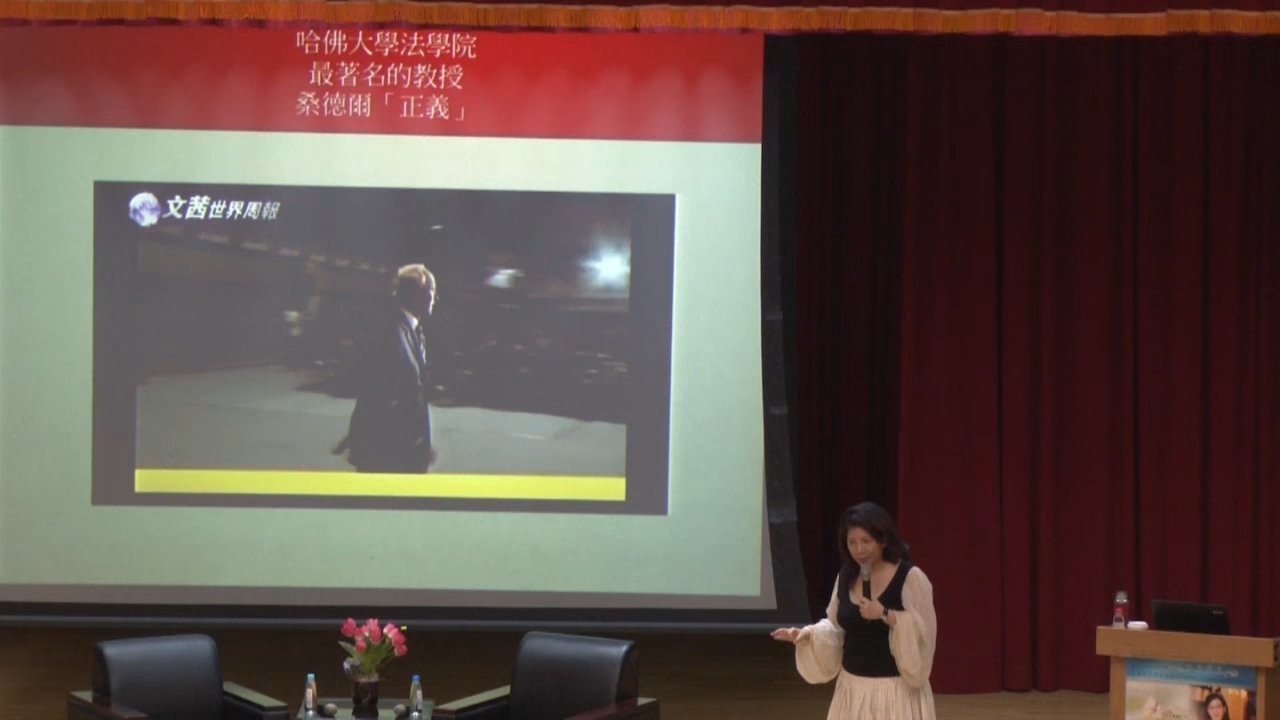 哈佛大學法學院
最著名的教授
桑德爾「正義」
文茜世界周報